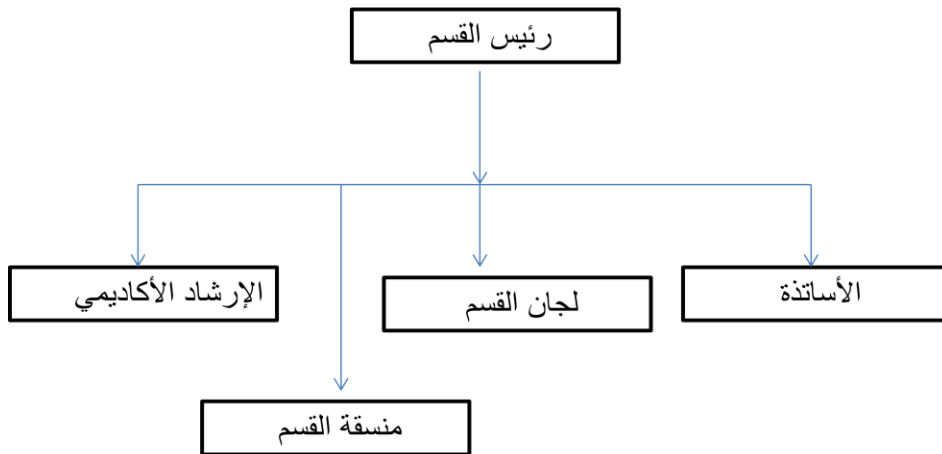 رئيس القسم
الأساتذة
لجان القسم
الإرشاد الأكاديمي
منسقة القسم